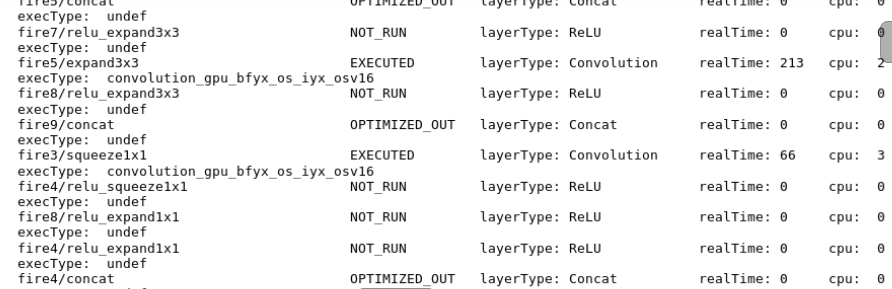 fire5/concat OPTIMIZED_OUT layerType: Concat realTime: 0 cpu: 0
execType: undef
fire7/relu_expand3x3 NOT_RUN layerType: ReLU realTime: 0 cpu: 0
execType: undef
fire5/expand3x3 EXECUTED layerType: Convolution realTime: 213 cpu: 2
execType: convolution_gpu_bfyx_os_iyx_osv16
fire8/relu_expand3x3 NOT_RUN layerType: ReLU realTime: 0 cpu: 0
execType: undef
fire9/concat OPTIMIZED_OUT layerType: Concat realTime: 0 cpu: 0
execType: undef
fire3/squeeze1x1 EXECUTED layerType: Convolution realTime: 66 cpu: 3
execType: convolution_gpu_bfyx_os_iyx_osv16
fire4/relu_squeeze1x1 NOT_RUN layerType: ReLU realTime: 0 cpu: 0
execType: undef
fire8/relu_expand1x1 NOT_RUN layerType: ReLU realTime: 0 cpu: 0
execType: undef
fire4/relu_expand1x1 NOT_RUN layerType: ReLU realTime: 0 cpu: 0
execType: undef
fire4/concat OPTIMIZED_OUT layerType: Concat realTime: 0 cpu: 0